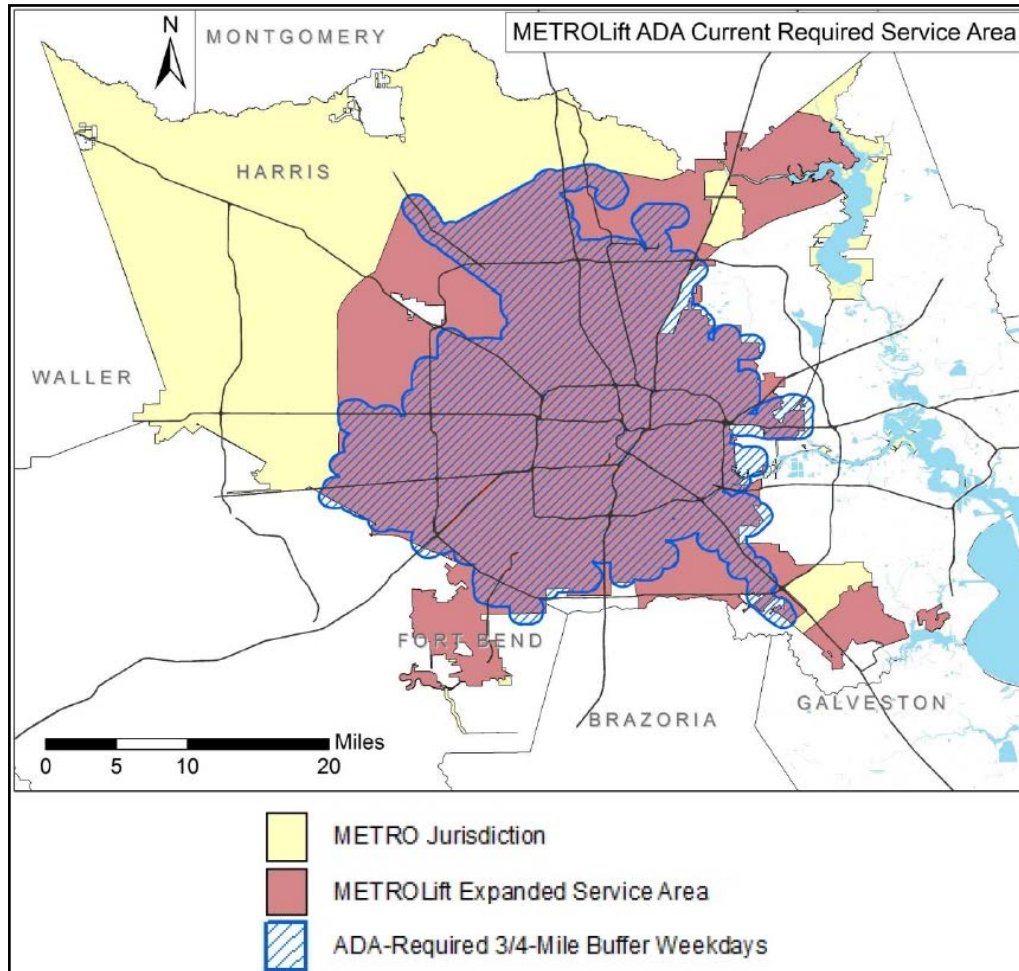 METROLift ADA Current Required Service Area
N
MONTGOMERY
HARRIS
WALLER
FORT BEND
BRAZORIA
GALVESTON
Miles
0 5 10 20
METRO Jurisdiction
METROLift Expanded Service Area
ADA-Required 3/4-Mile Buffer Weekdays